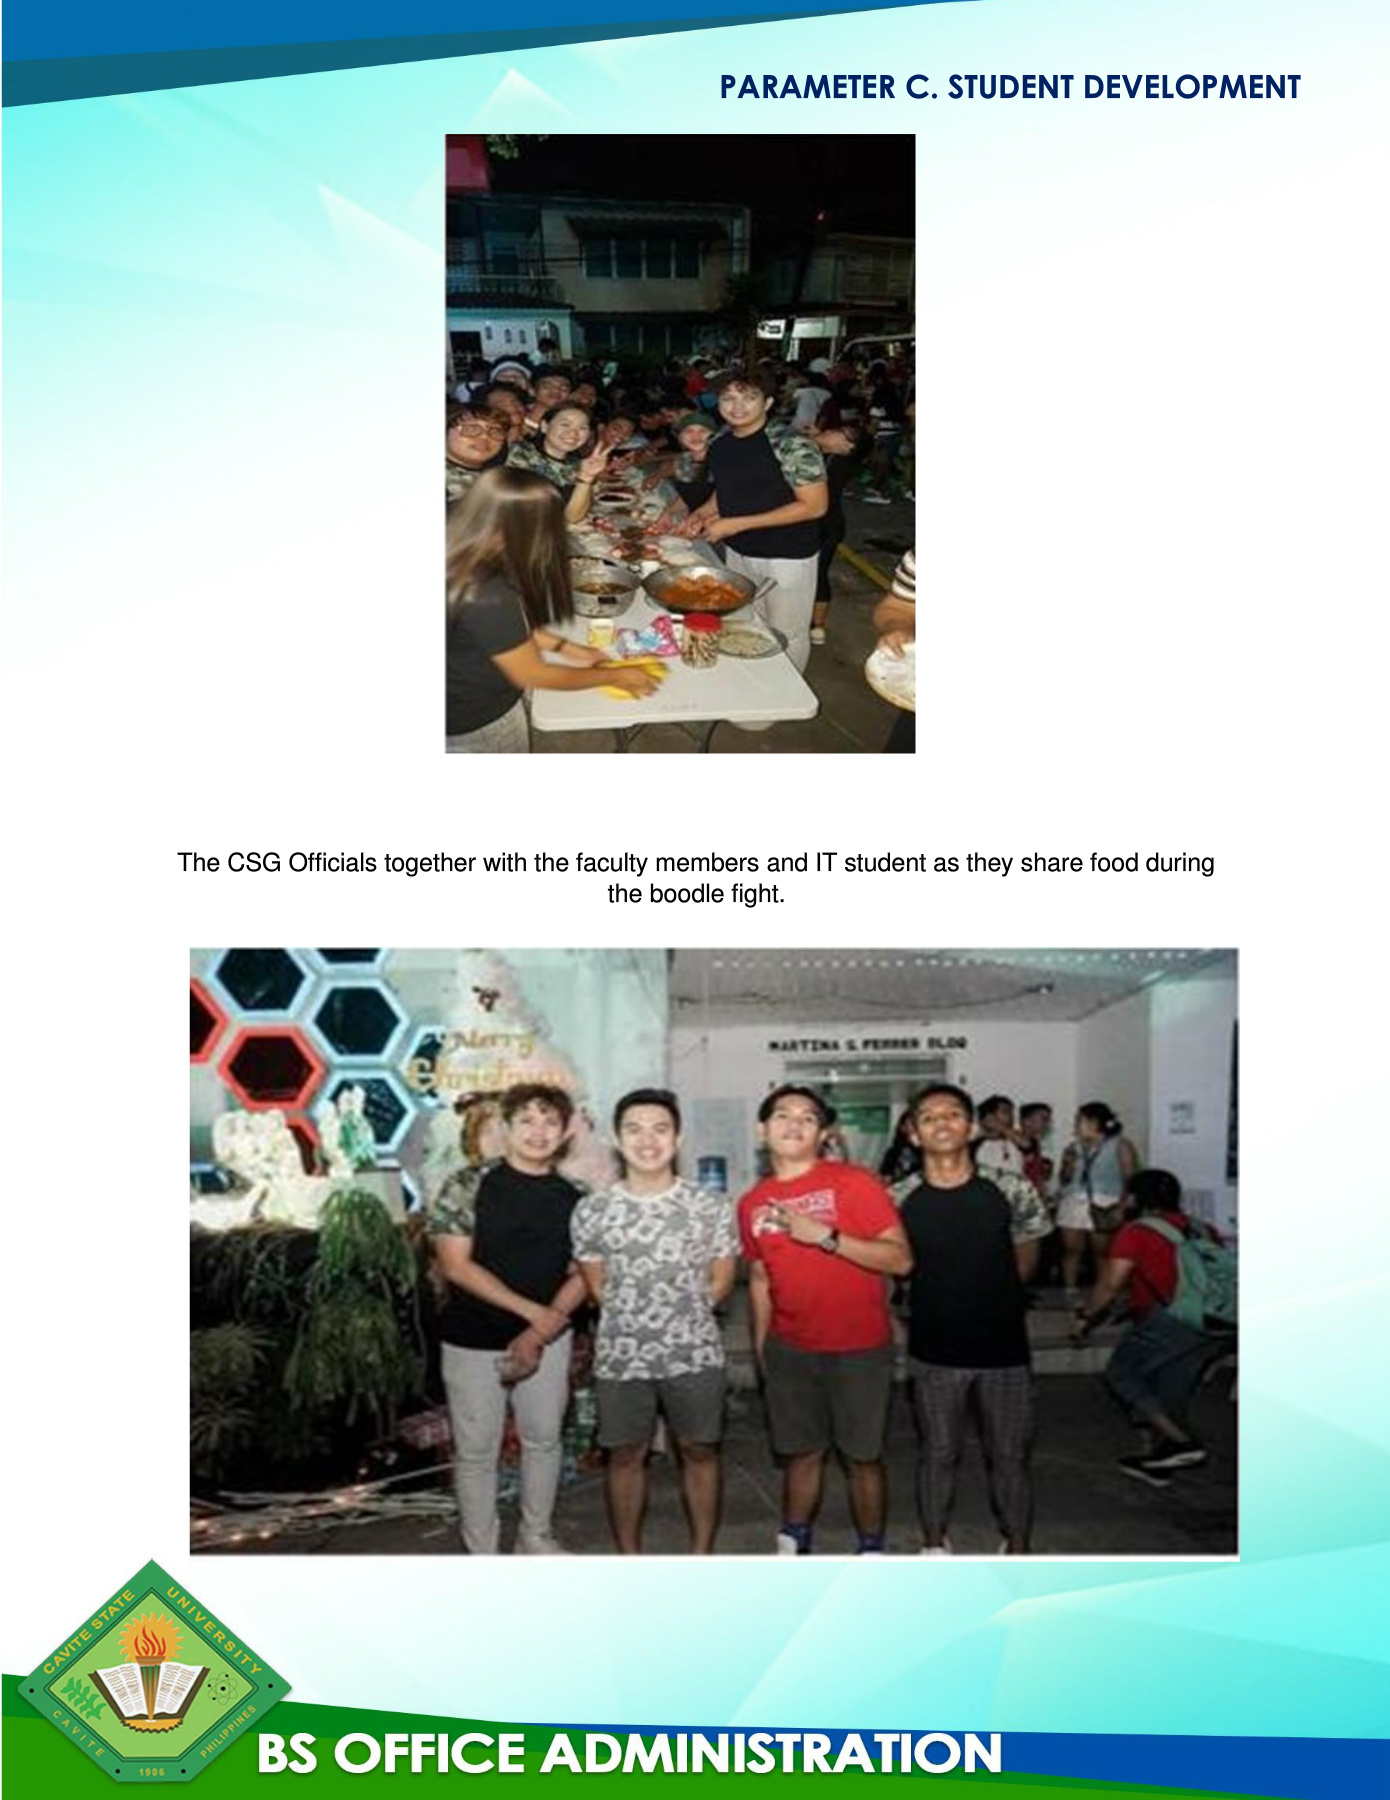 PARAMETER C. STUDENT DEVELOPMENT
The CSG Officials together with the faculty members and IT student as they share food during
the boodle fight.
Merry
Christmas
MARTINA G. FERRER BLDG
CAVITE STATE UNIVERSITY
CAVITE
PHILIPPINES
1906
BS OFFICE ADMINISTRATION